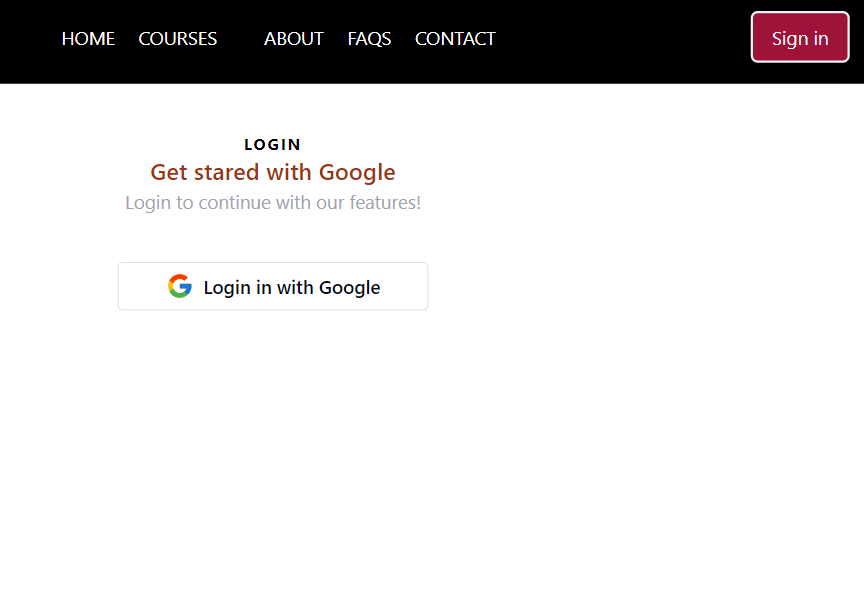 HOME COURSES ABOUT FAQS CONTACT Sign in
LOGIN
Get stared with Google
Login to continue with our features!
Login in with Google